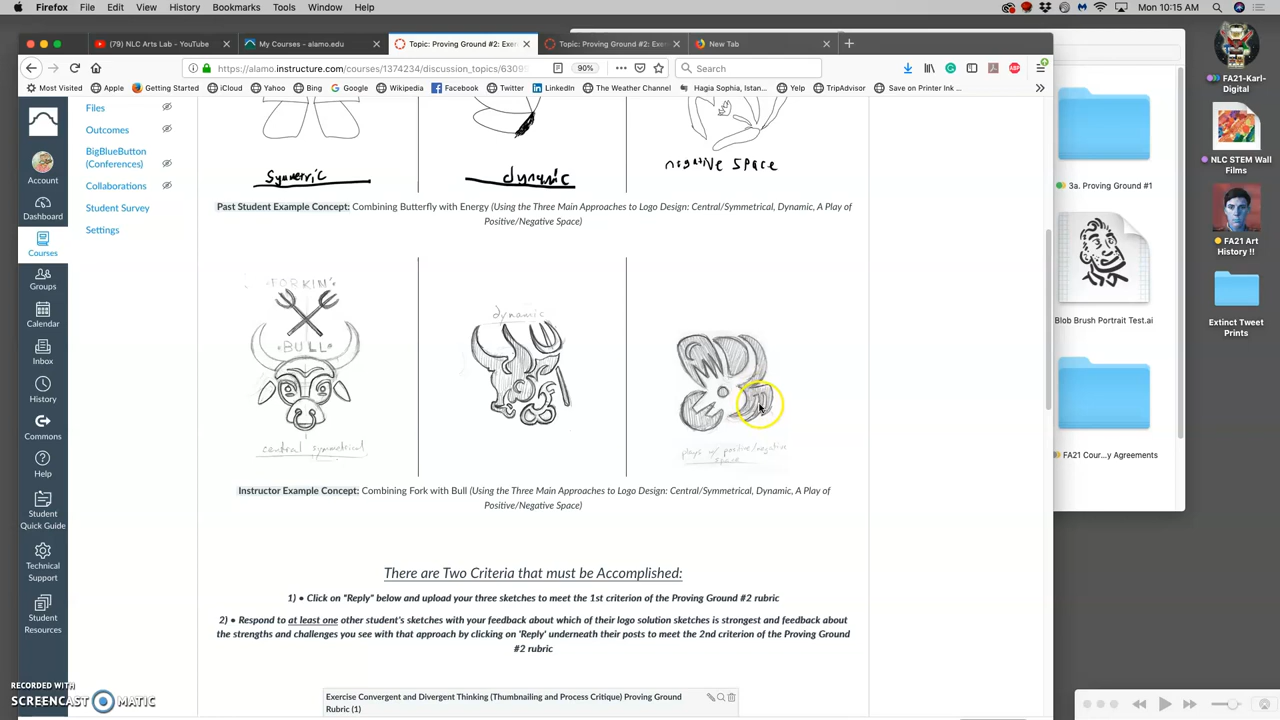 Firefox File Edit View History Bookmarks Tools Window Help
Mon 10:15 AM
(79) NLC Arts Lab - YouTube
My Courses - alamo.edu
Topic: Proving Ground #2: Exer
Topic: Proving Ground #2: Exer
New Tab
https://alamo.instructure.com/courses/1374234/discussion_topics/6309
90%
Search
Most Visited Apple Getting Started iCloud Yahoo Bing Google Wikipedia Facebook Twitter LinkedIn The Weather Channel Hagia Sophia, Istan... Yelp TripAdvisor Save on Printer Ink ...
Account
Dashboard
Courses
Groups
Calendar
Inbox
History
Commons
Help
Student
Quick Guide
Technical
Support
Student
Resources
Files
Outcomes
BigBlueButton
(Conferences)
Collaborations
Student Survey
Settings
Symetric
dynamic
negative space
Past Student Example Concept: Combining Butterfly with Energy (Using the Three Main Approaches to Logo Design: Central/Symmetrical, Dynamic, A Play of
Positive/Negative Space)
FORKIN'
BULL
central symmetrical
dynamic
plays w/ positive/negative
space
Instructor Example Concept: Combining Fork with Bull (Using the Three Main Approaches to Logo Design: Central/Symmetrical, Dynamic, A Play of
Positive/Negative Space)
There are Two Criteria that must be Accomplished:
1) • Click on "Reply" below and upload your three sketches to meet the 1st criterion of the Proving Ground #2 rubric
2) • Respond to at least one other student's sketches with your feedback about which of their logo solution sketches is strongest and feedback about
the strengths and challenges you see with that approach by clicking on 'Reply' underneath their posts to meet the 2nd criterion of the Proving Ground
#2 rubric
Exercise Convergent and Divergent Thinking (Thumbnailing and Process Critique) Proving Ground
Rubric (1)
FA21-Karl-
Digital
NLC STEM Wall
Films
FA21 Art
History !!
Extinct Tweet
Prints
3a. Proving Ground #1
Blob Brush Portrait Test.ai
FA21 Cour...y Agreements
RECORDED WITH
SCREENCAST MATIC